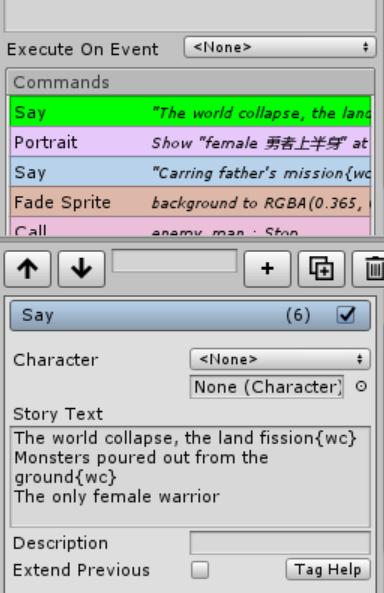 Execute On Event <None>
Commands
Say "The world collapse, the land
Portrait Show "female 勇者上半身" at
Say "Carring father's mission{wc
Fade Sprite background to RGBA(0.365,
Call enemy_man : Stop
Say (6)
Character <None>
None (Character)
Story Text
The world collapse, the land fission{wc}
Monsters poured out from the
ground{wc}
The only female warrior
Description
Extend Previous Tag Help